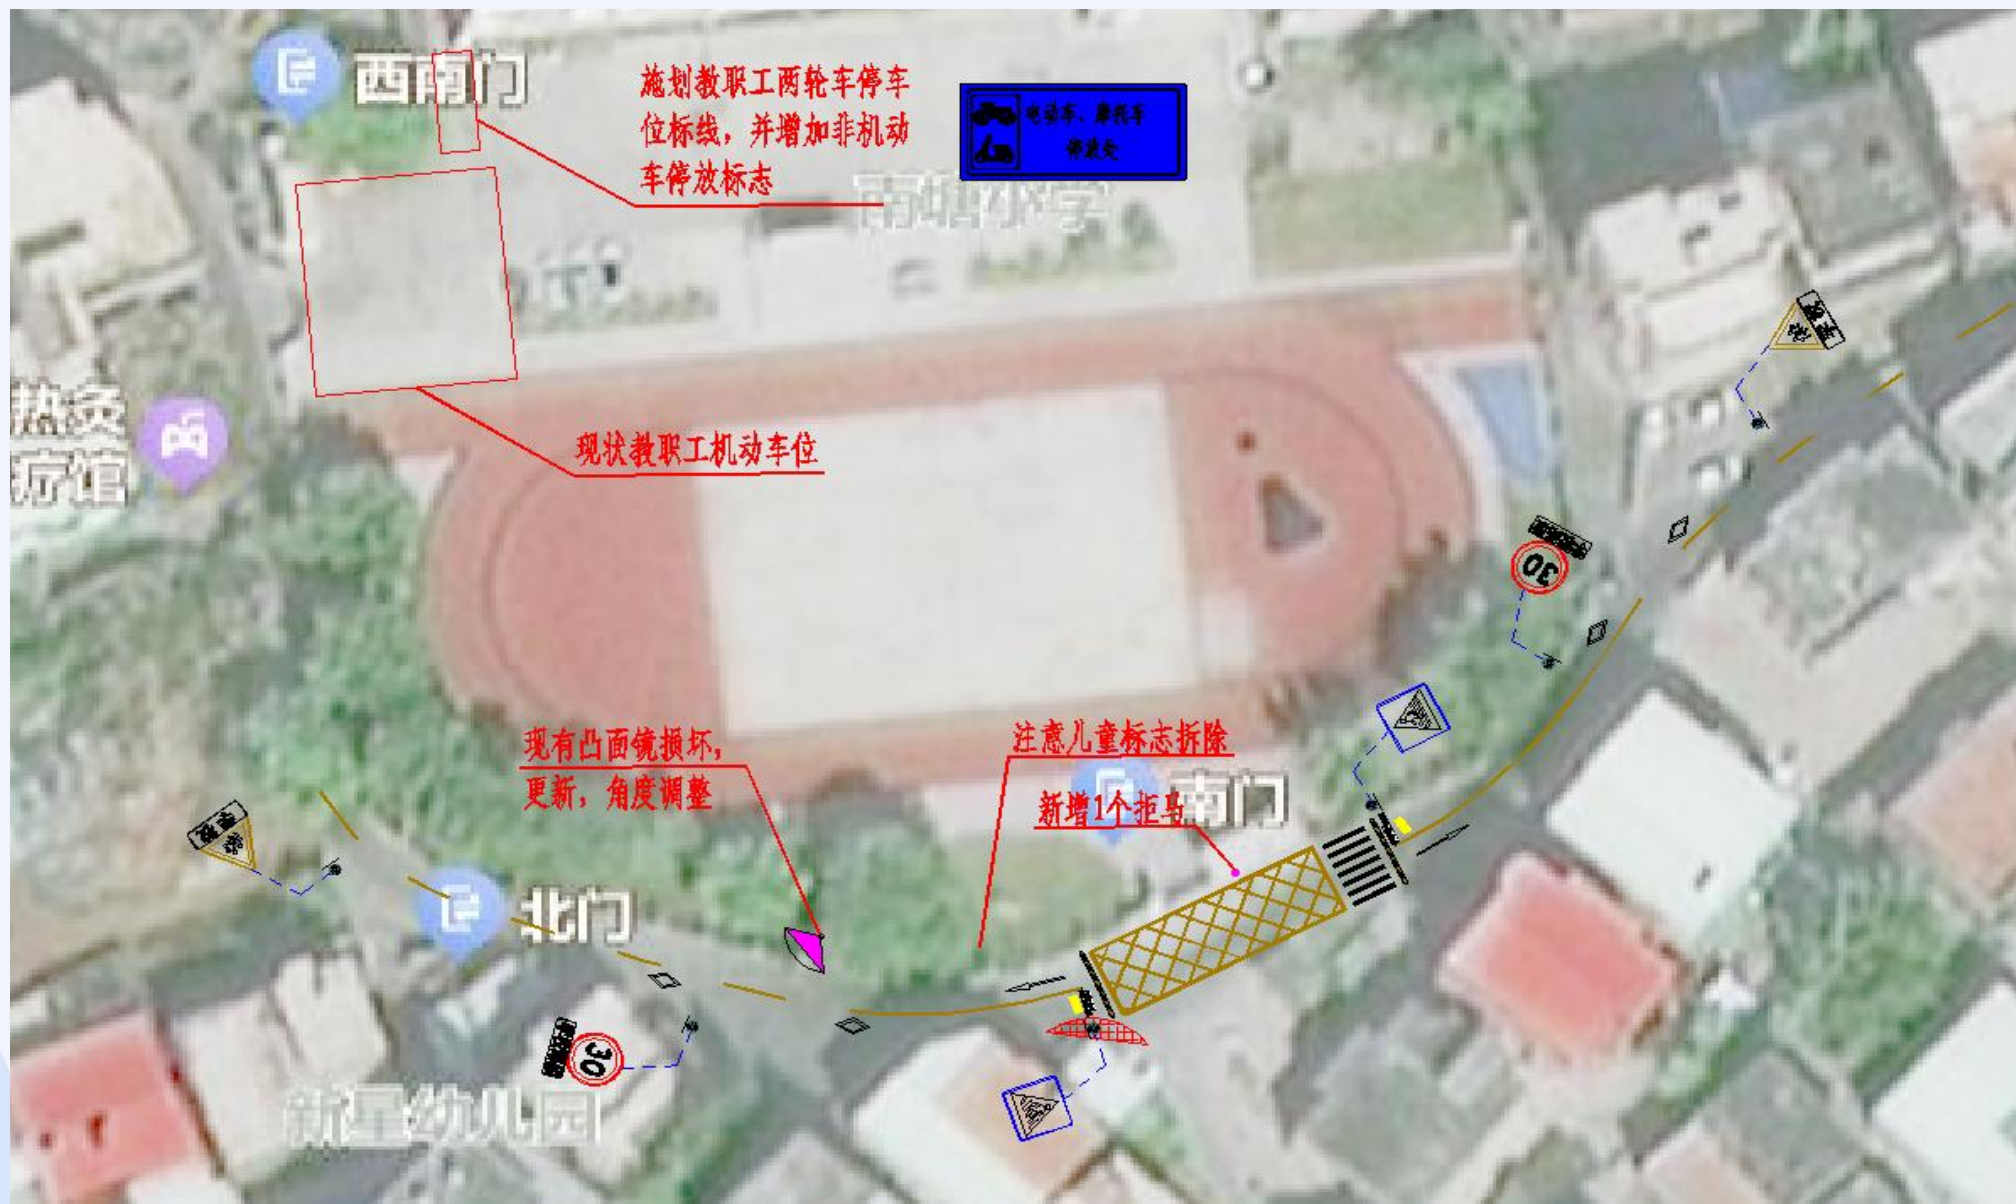 西南门
施划教职工两轮车停车
位标线，并增加非机动
车停放标志
电动车、摩托车
停放处
南塘小学
热灸
疗馆
现状教职工机动车位
30
现有凸面镜损坏，
更新，角度调整
注意儿童标志拆除
南门
新增1个拒马
北门
30
新星幼儿园